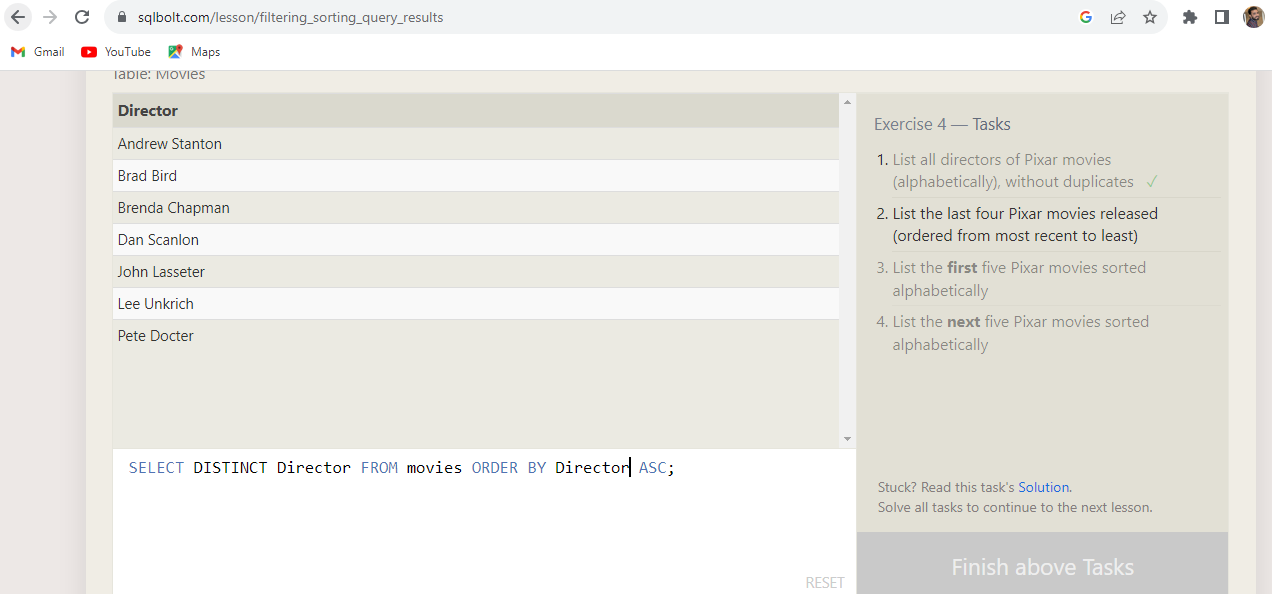 sqlbolt.com/lesson/filtering_sorting_query_results
Gmail YouTube Maps
Table: Movies
Director
Andrew Stanton
Brad Bird
Brenda Chapman
Dan Scanlon
John Lasseter
Lee Unkrich
Pete Docter
SELECT DISTINCT Director FROM movies ORDER BY Director ASC;
RESET
Exercise 4 — Tasks
1. List all directors of Pixar movies
(alphabetically), without duplicates ✓
2. List the last four Pixar movies released
(ordered from most recent to least)
3. List the first five Pixar movies sorted
alphabetically
4. List the next five Pixar movies sorted
alphabetically
Stuck? Read this task's Solution.
Solve all tasks to continue to the next lesson.
Finish above Tasks